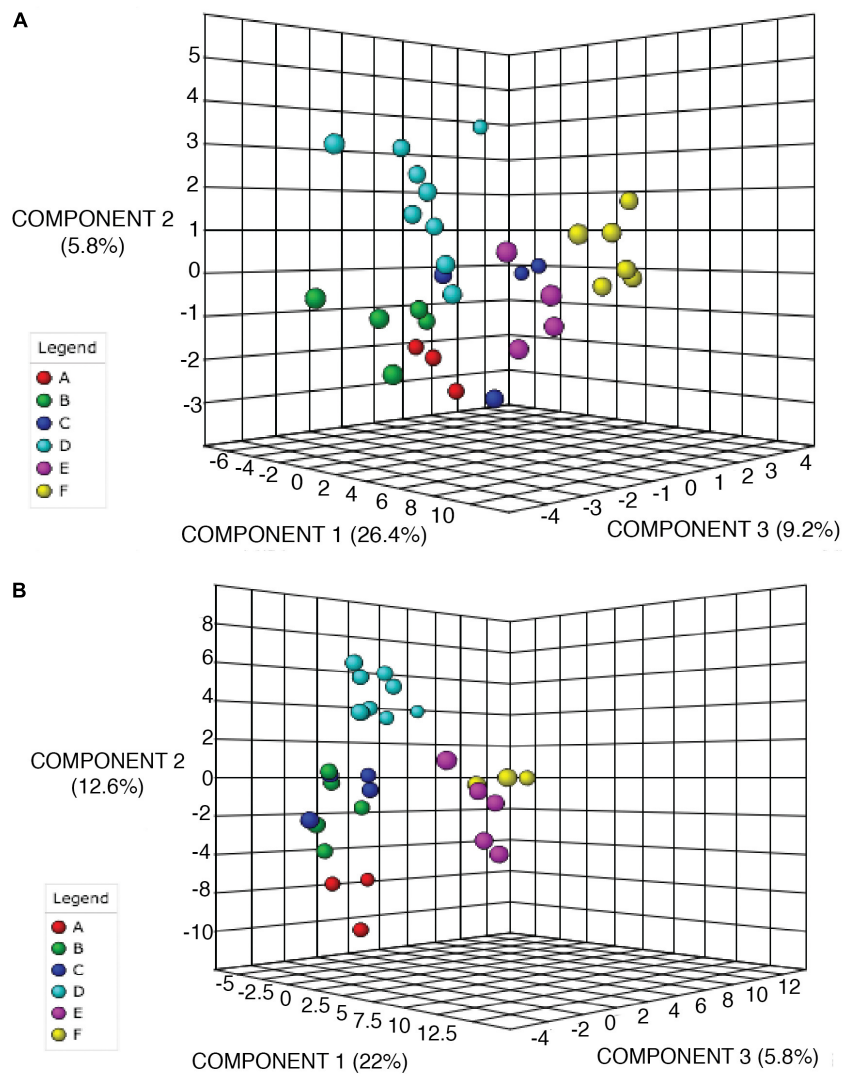 A
5
4
3
2
1
0
-1
-2
-3
COMPONENT 2
(5.8%)
Legend
A
B
C
D
E
F
-6 -4 -2 0 2 4 6 8 10
-4 -3 -2 -1 0 1 2 3 4
COMPONENT 1 (26.4%)
COMPONENT 3 (9.2%)
B
8
6
4
2
0
-2
-4
-8
-10
COMPONENT 2
(12.6%)
Legend
A
B
C
D
E
F
-5 -2.5 0 2.5 5 7.5 10 12.5
-4 -2 0 2 4 6 8 10 12
COMPONENT 1 (22%)
COMPONENT 3 (5.8%)